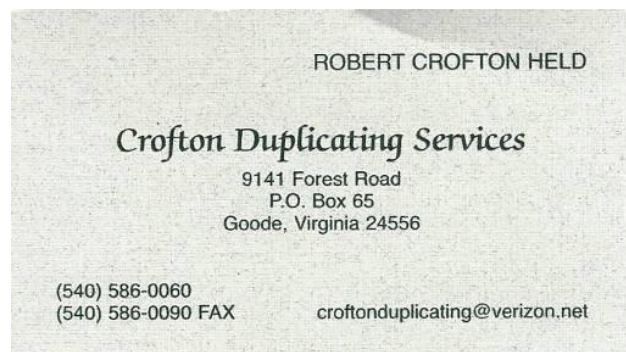 ROBERT CROFTON HELD
Crofton Duplicating Services
9141 Forest Road
P.O. Box 65
Goode, Virginia 24556
(540) 586-0060
(540) 586-0090 FAX
croftonduplicating@verizon.net